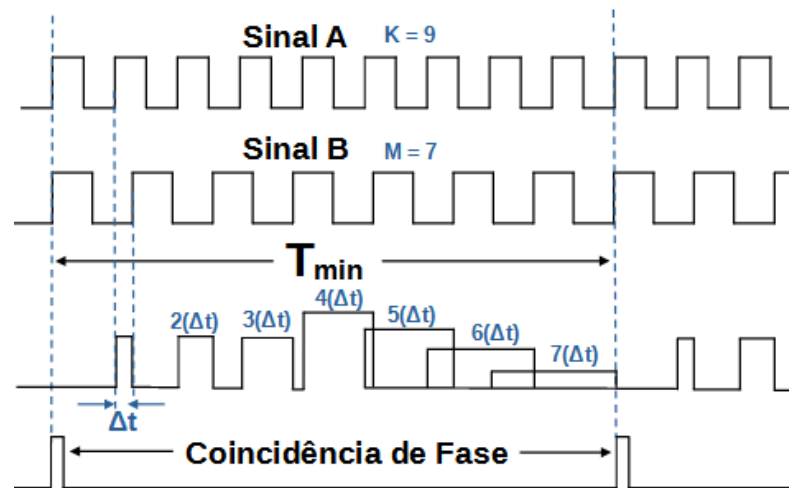 Sinal A K = 9
Sinal B M = 7
Tmin
2(Δt) 3(Δt) 4(Δt) 5(Δt) 6(Δt) 7(Δt)
Δt
Coincidência de Fase